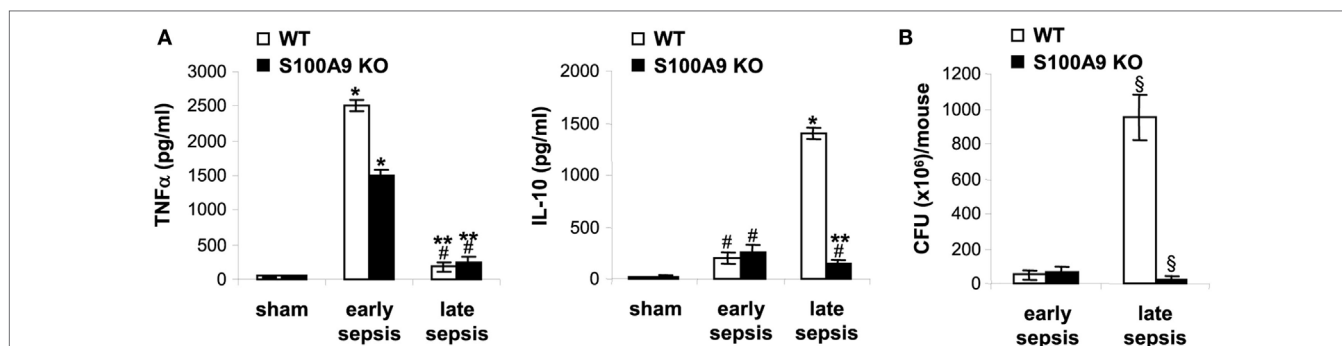 A
WT
S100A9 KO
TNFα (pg/ml)
3000
2500
2000
1500
1000
500
0
*
*
** **
# #
sham
early sepsis
late sepsis
WT
S100A9 KO
IL-10 (pg/ml)
2000
1500
1000
500
0
# #
*
**
#
sham
early sepsis
late sepsis
B
WT
S100A9 KO
CFU (x10⁶)/mouse
1200
1000
800
600
400
200
0
§
§
early sepsis
late sepsis